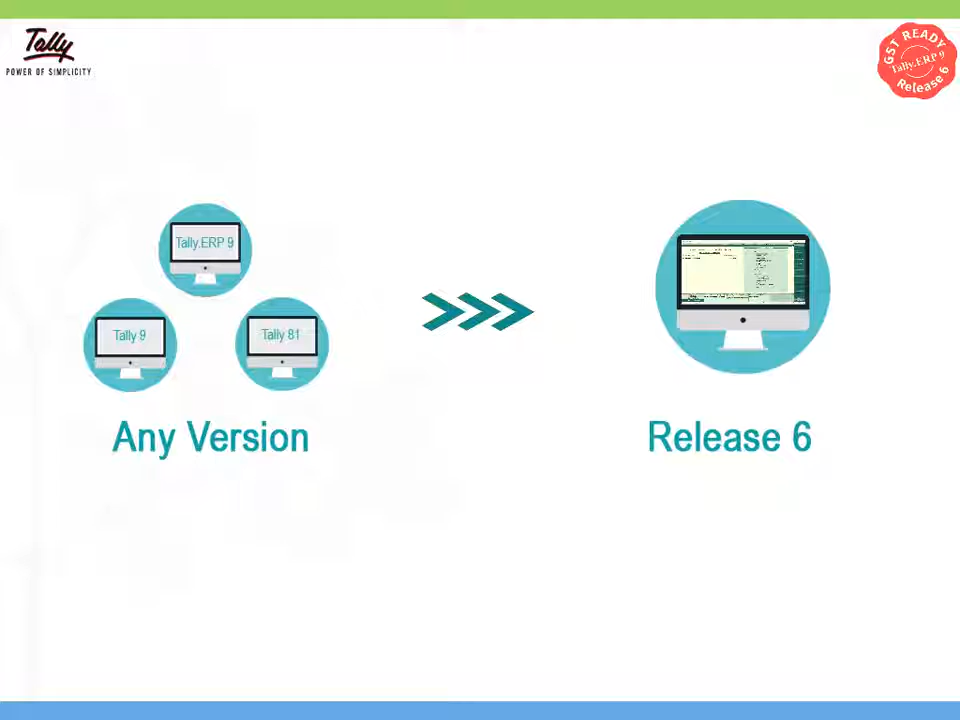 Tally
POWER OF SIMPLICITY
GST READY
Tally.ERP 9
Release 6
Tally.ERP 9
Tally 9
Tally 81
Any Version
Release 6